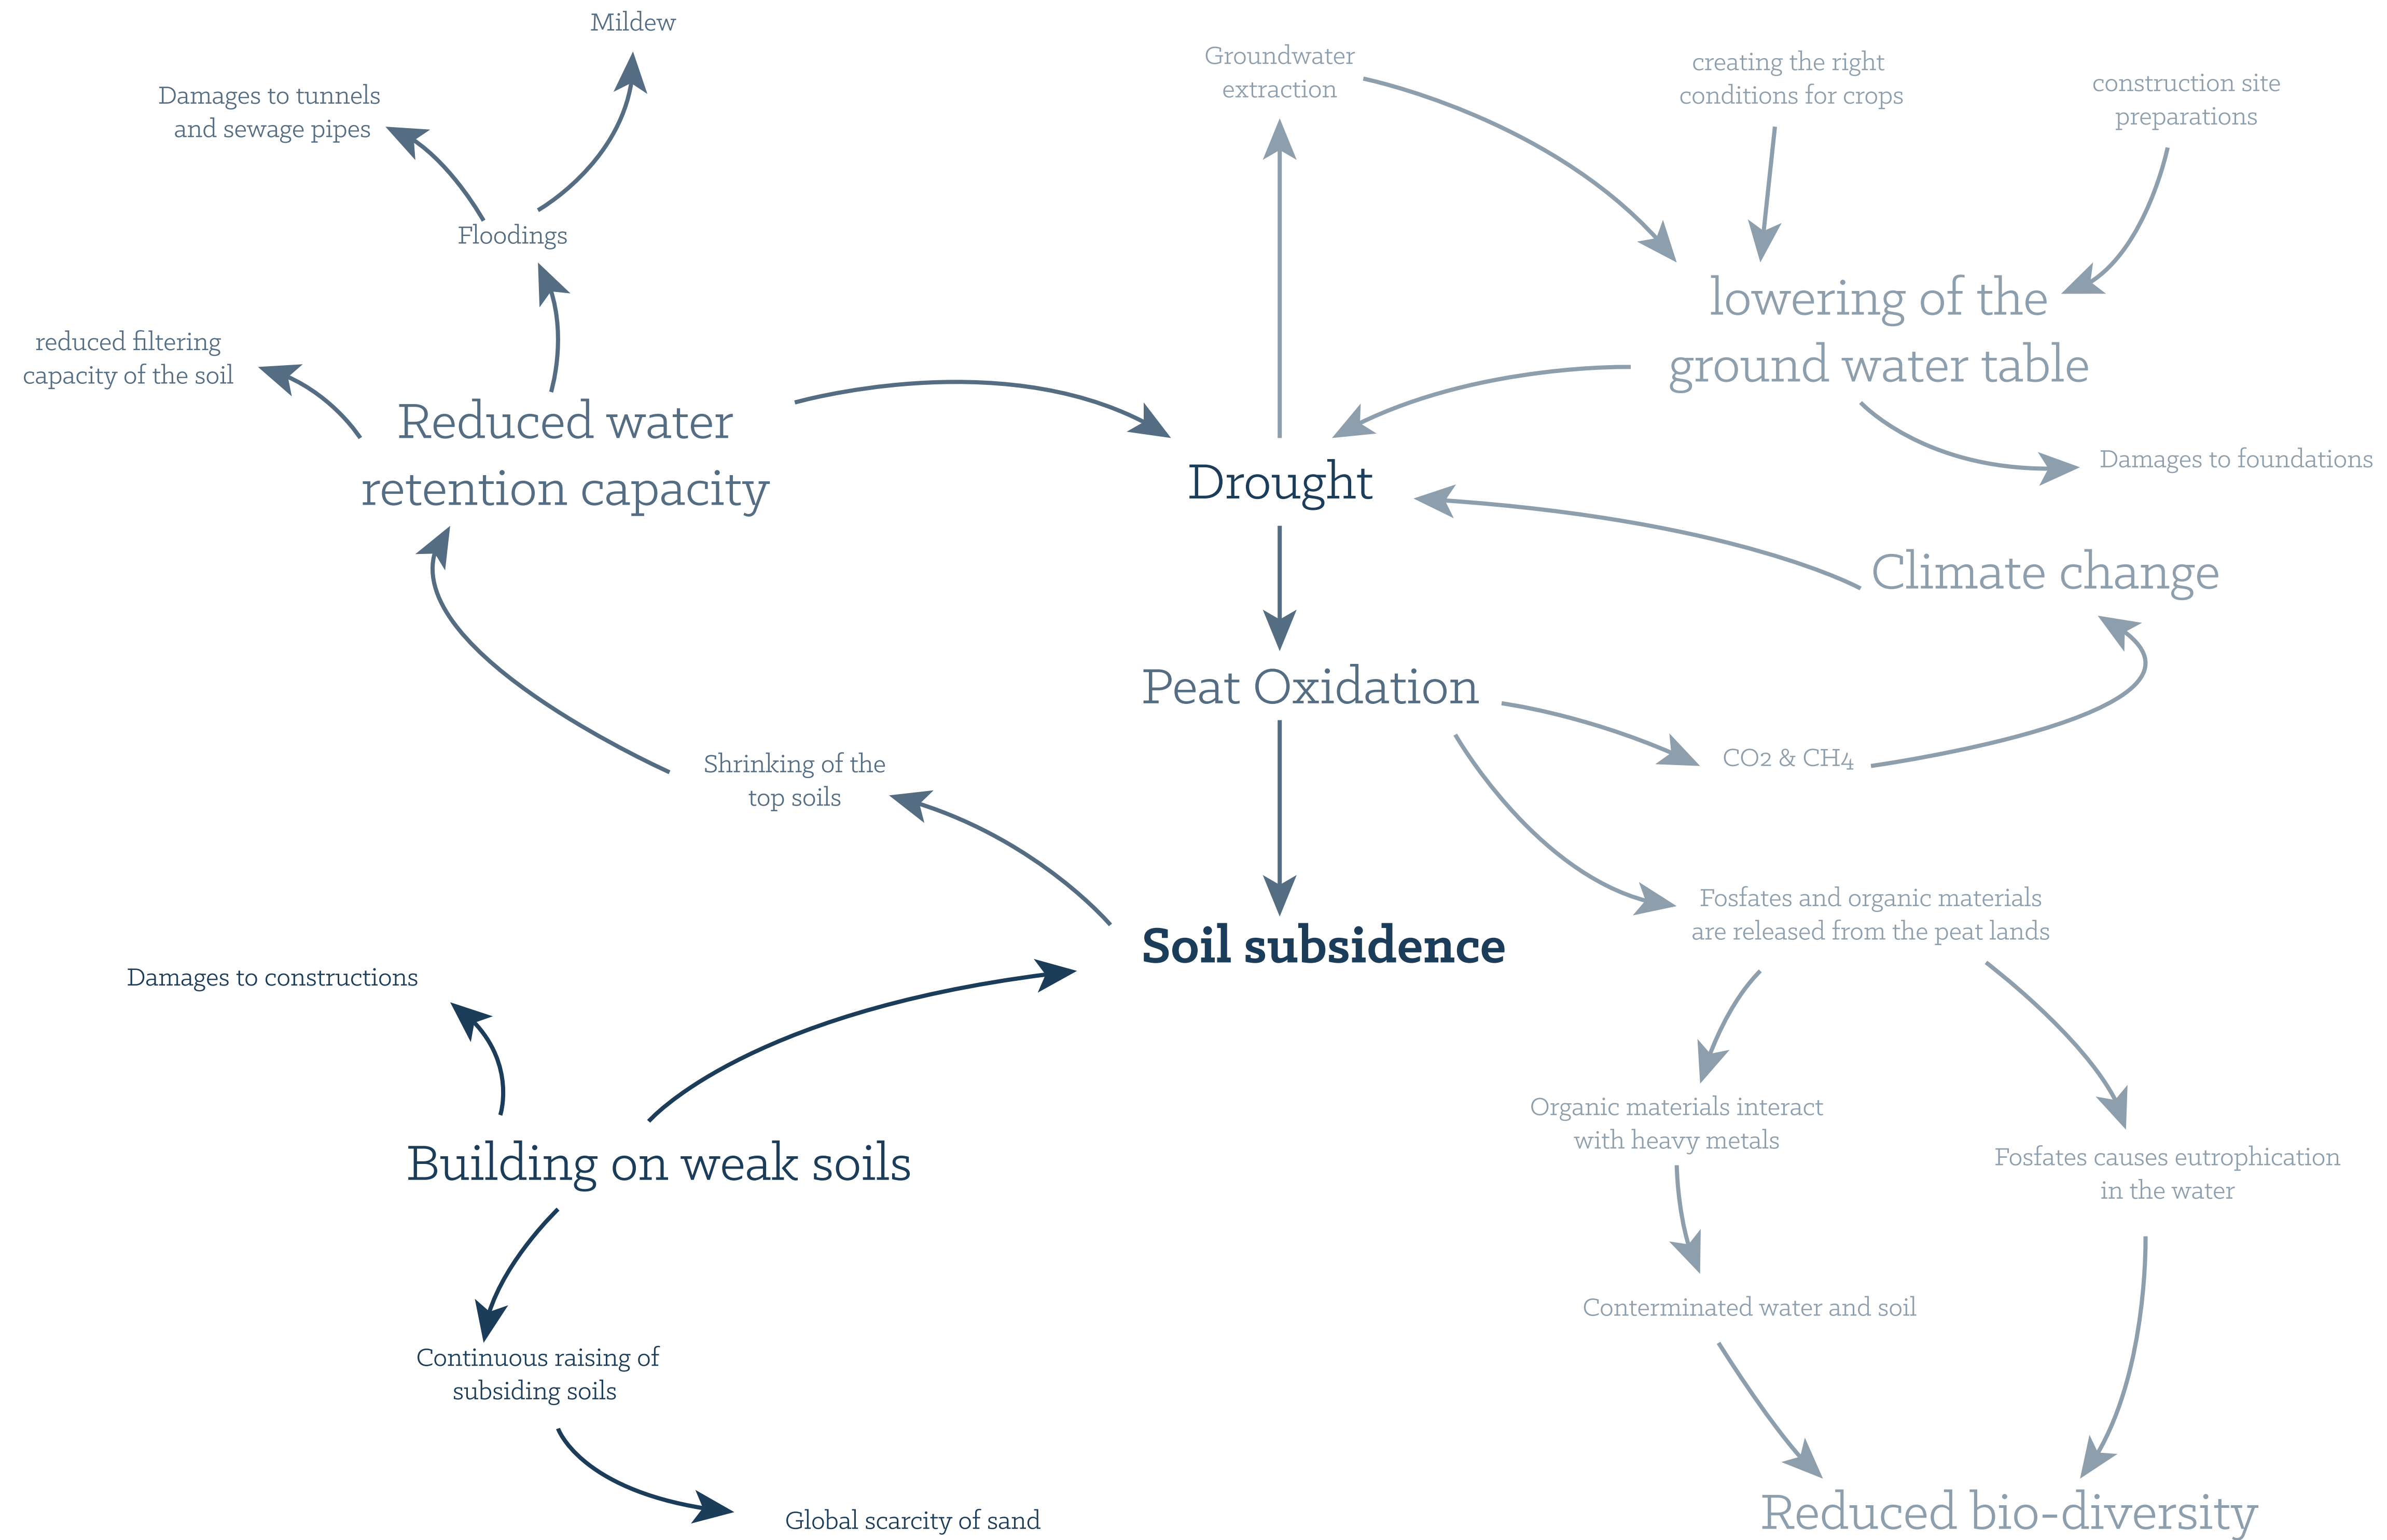 Mildew
Damages to tunnels
and sewage pipes
Floodings
reduced filtering
capacity of the soil
Reduced water
retention capacity
Groundwater
extraction
creating the right
conditions for crops
construction site
preparations
lowering of the
ground water table
Damages to foundations
Drought
Climate change
Peat Oxidation
CO2 & CH4
Shrinking of the
top soils
Soil subsidence
Fosfates and organic materials
are released from the peat lands
Damages to constructions
Building on weak soils
Organic materials interact
with heavy metals
Fosfates causes eutrophication
in the water
Conterminated water and soil
Continuous raising of
subsiding soils
Global scarcity of sand
Reduced bio-diversity